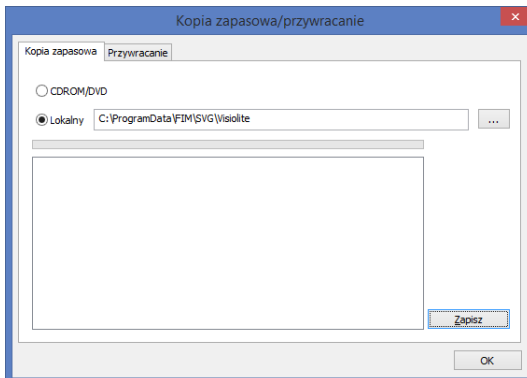 Kopia zapasowa/przywracanie
×
Kopia zapasowa Przywracanie
CDROM/DVD
Lokalny C:\ProgramData\FIM\SVG\Visiolite ...
Zapisz
OK